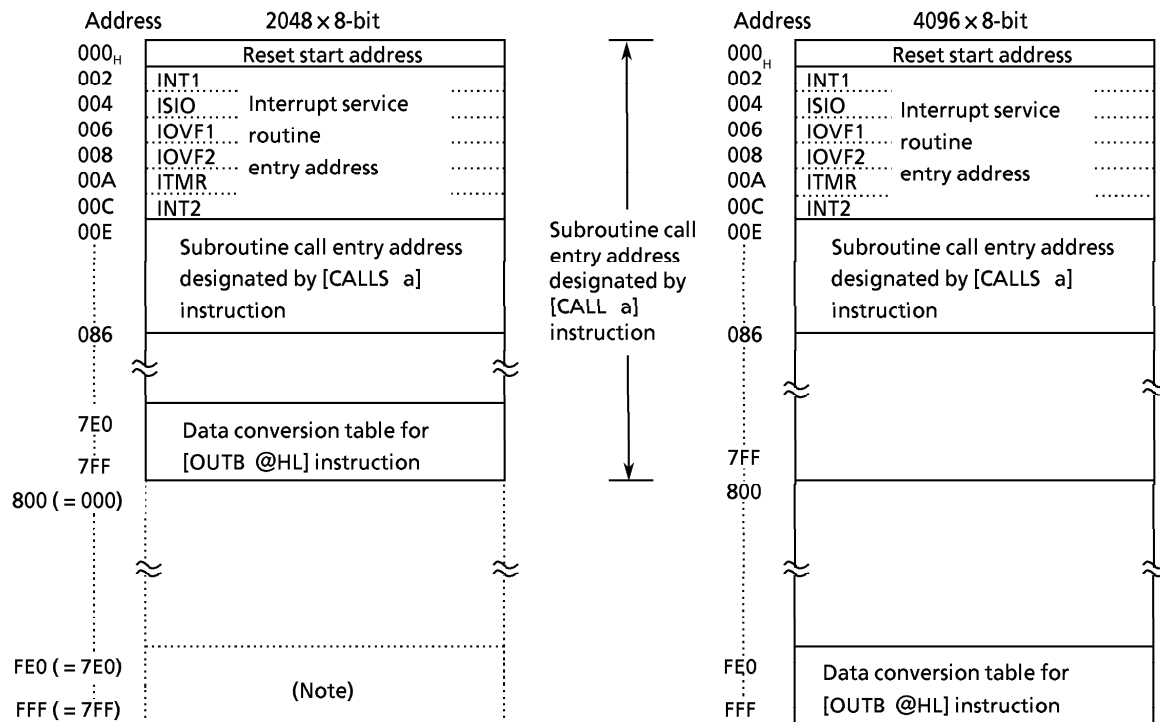 Address 2048 × 8-bit
000H Reset start address
002 INT1
004 ISIO Interrupt service
006 IOVF1 routine
008 IOVF2 entry address
00A ITMR
00C INT2
00E
Subroutine call entry address
designated by [CALLS a]
instruction
086
7E0
Data conversion table for
7FF [OUTB @HL] instruction
800 ( = 000)
FE0 ( = 7E0)
(Note)
FFF ( = 7FF)
Subroutine call
entry address
designated by
[CALL a]
instruction
Address 4096 × 8-bit
000H Reset start address
002 INT1
004 ISIO Interrupt service
006 IOVF1 routine
008 IOVF2 entry address
00A ITMR
00C INT2
00E
Subroutine call entry address
designated by [CALLS a]
instruction
086
7FF
800
FE0 Data conversion table for
FFF [OUTB @HL] instruction